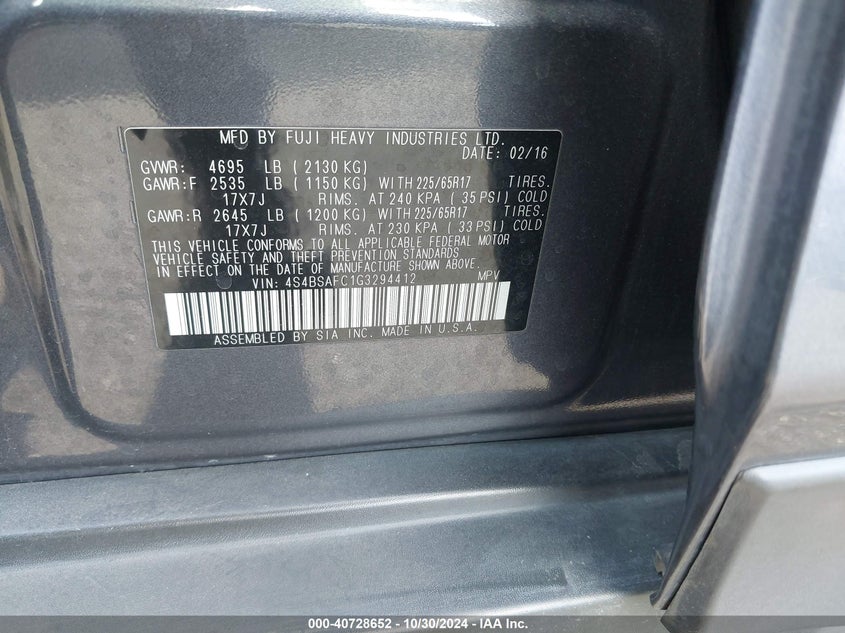 MFD BY FUJI HEAVY INDUSTRIES LTD.
DATE: 02/16
GVWR: 4695 LB ( 2130 KG)
GAWR:F 2535 LB ( 1150 KG) WITH 225/65R17 TIRES.
17X7J RIMS. AT 240 KPA ( 35 PSI) COLD
GAWR:R 2645 LB ( 1200 KG) WITH 225/65R17 TIRES.
17X7J RIMS. AT 230 KPA ( 33 PSI) COLD
THIS VEHICLE CONFORMS TO ALL APPLICABLE FEDERAL MOTOR
VEHICLE SAFETY AND THEFT PREVENTION STANDARDS
IN EFFECT ON THE DATE OF MANUFACTURE SHOWN ABOVE.
VIN: 4S4BSAFC1G3294412 MPV
ASSEMBLED BY SIA INC. MADE IN U.S.A.
000-40728652 • 10/30/2024 • IAA Inc.